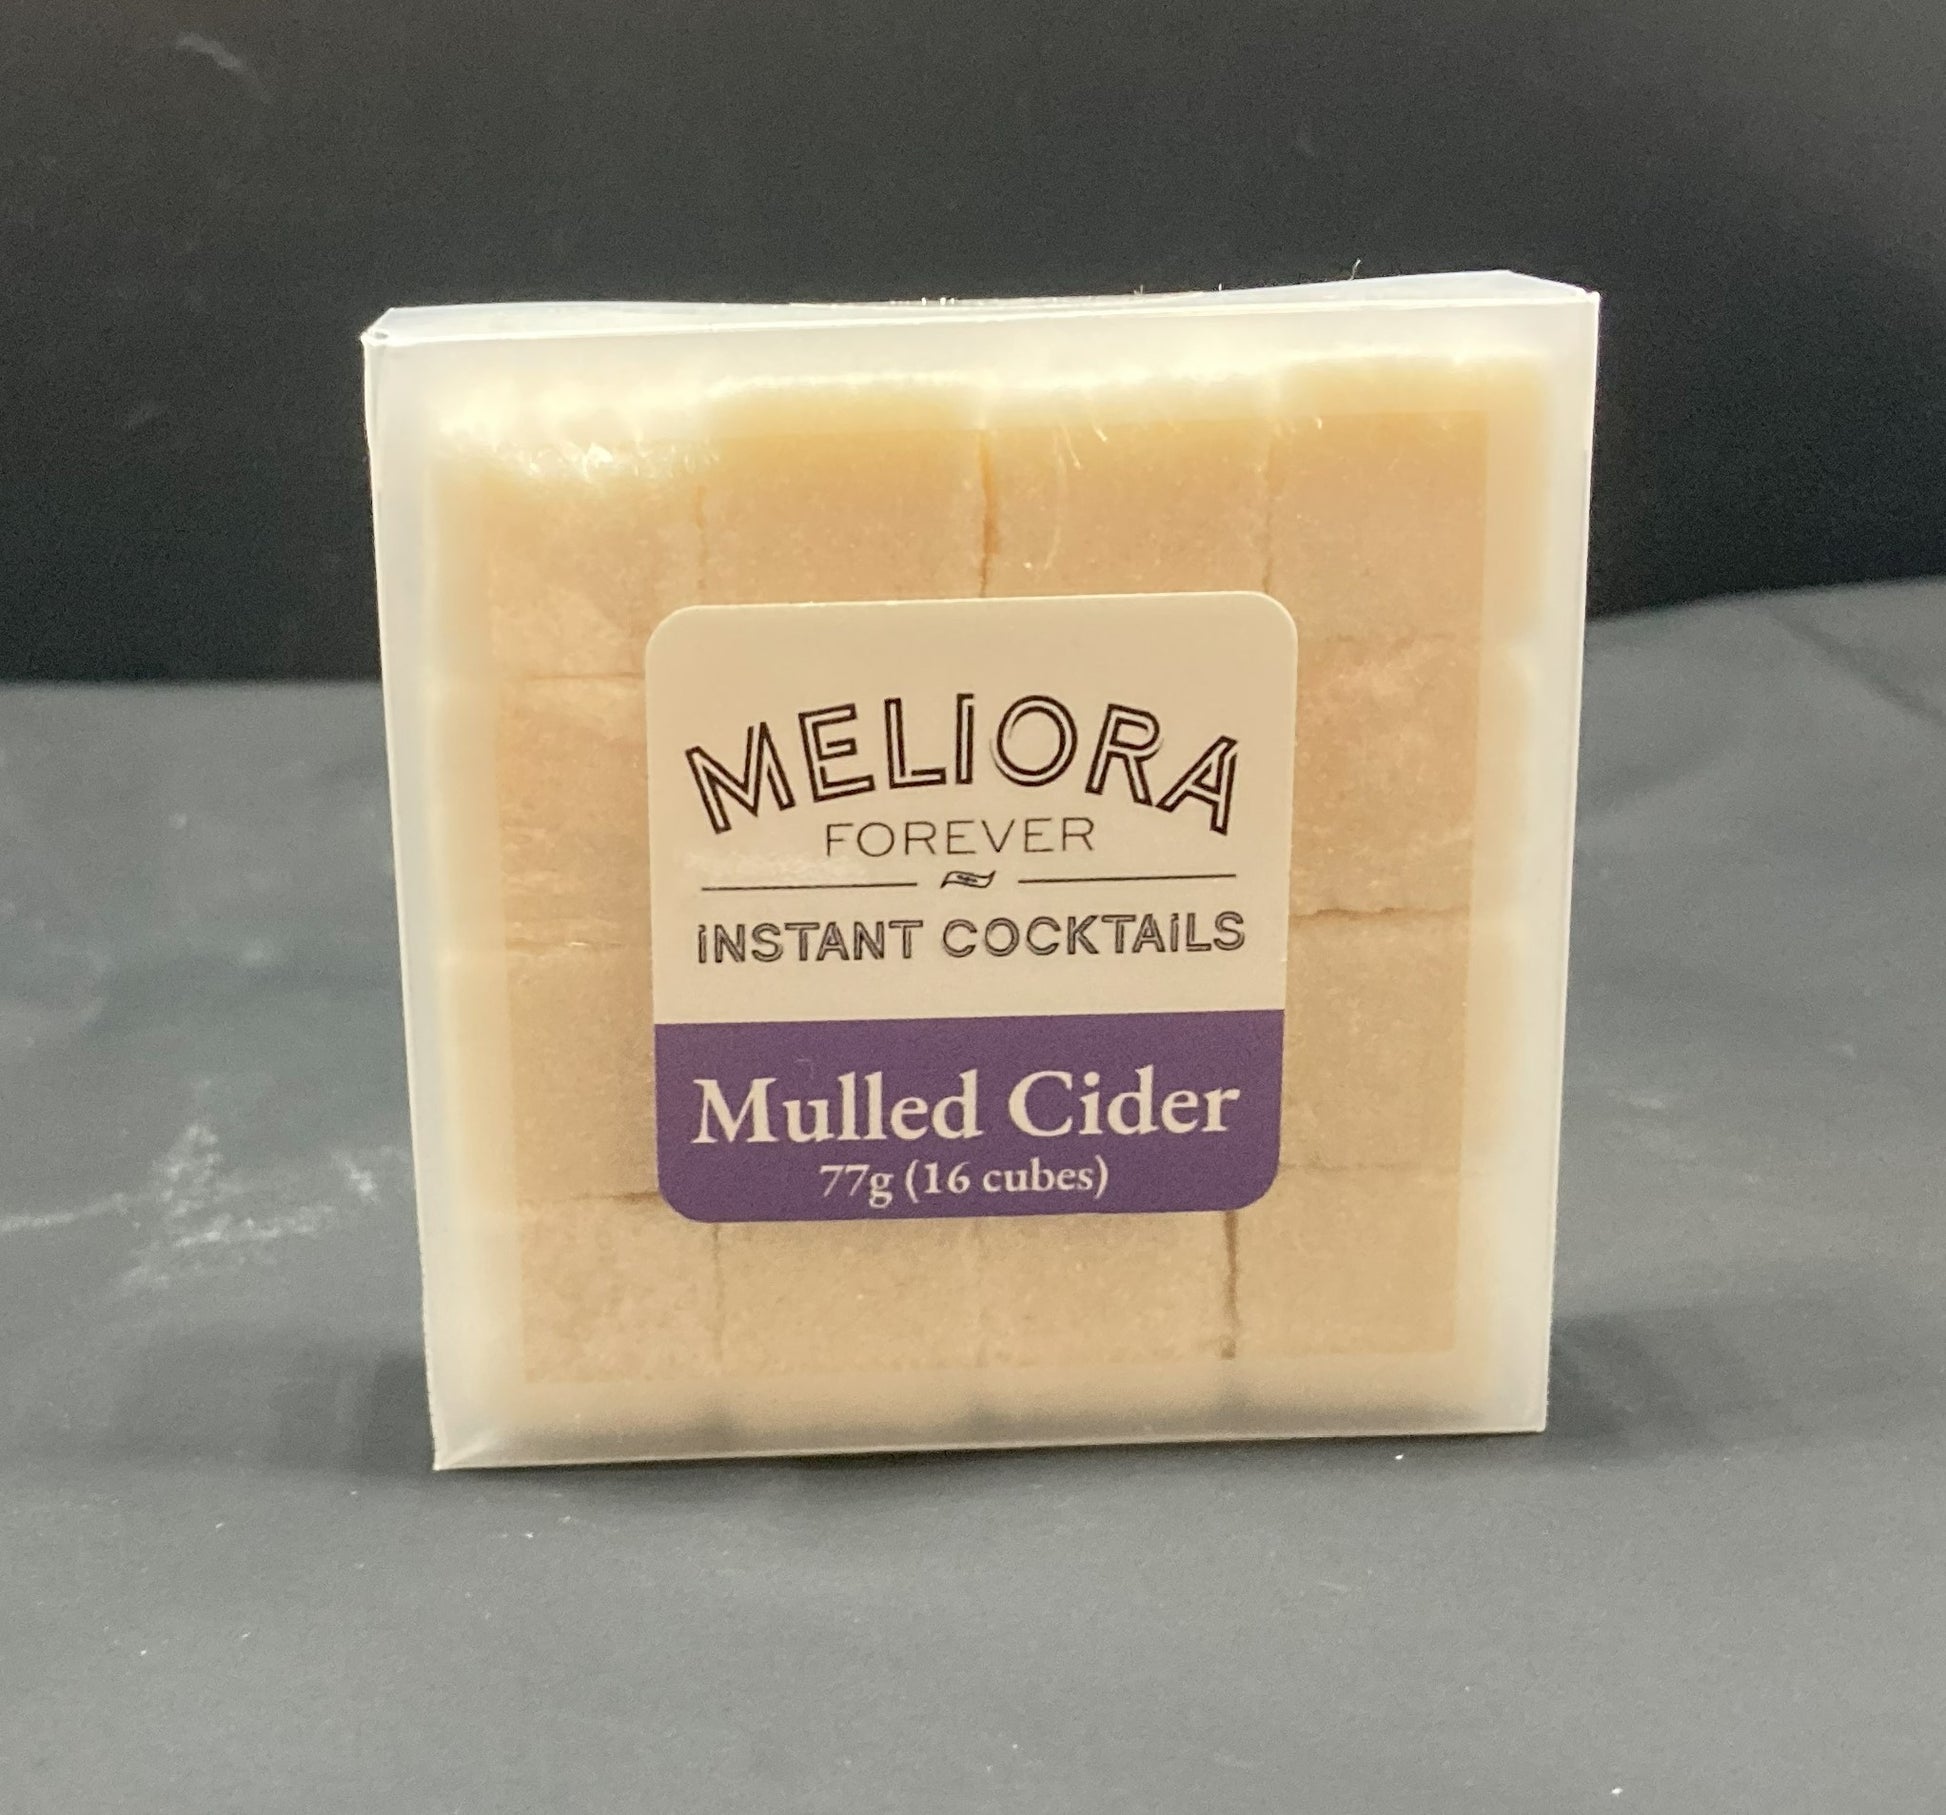 MELIORA
FOREVER
INSTANT COCKTAILS
Mulled Cider
77g (16 cubes)